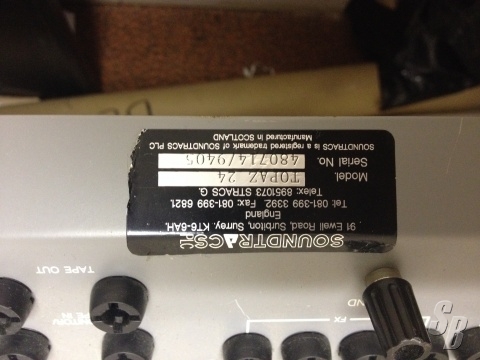 SOUNDTRACS PLC
91 Ewell Road, Surbiton, Surrey. KT6-6AH.
England
Tel: 081-399 3392. Fax: 081-399 6821
Telex: 8951073 STRACS G.
Model. TOPAZ 24
Serial No. 480714/9405
SOUNDTRACS is a registered trademark of SOUNDTRACS PLC
Manufactured in SCOTLAND
TAPE OUT
FX
SB